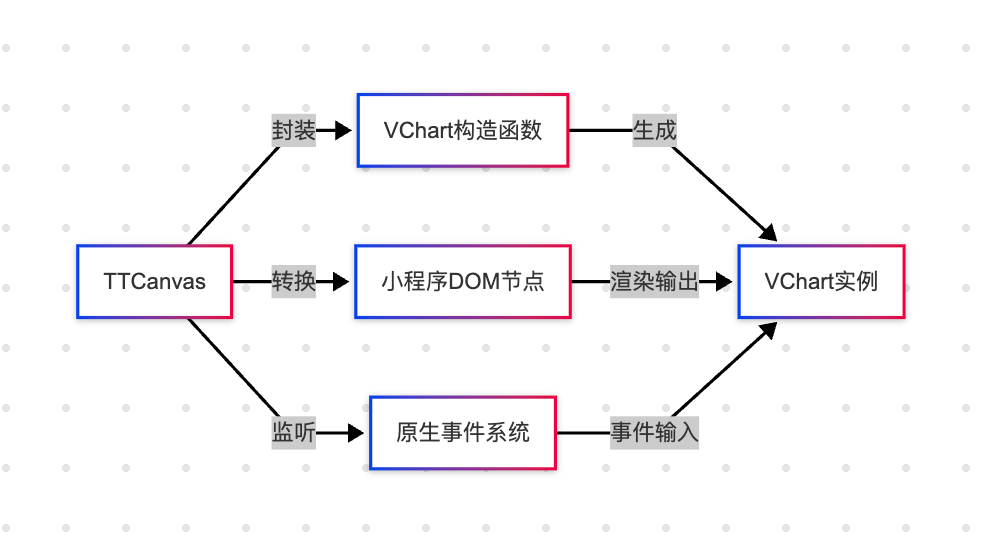 封装
VChart构造函数
生成
TTCanvas
转换
小程序DOM节点
渲染输出
VChart实例
监听
原生事件系统
事件输入